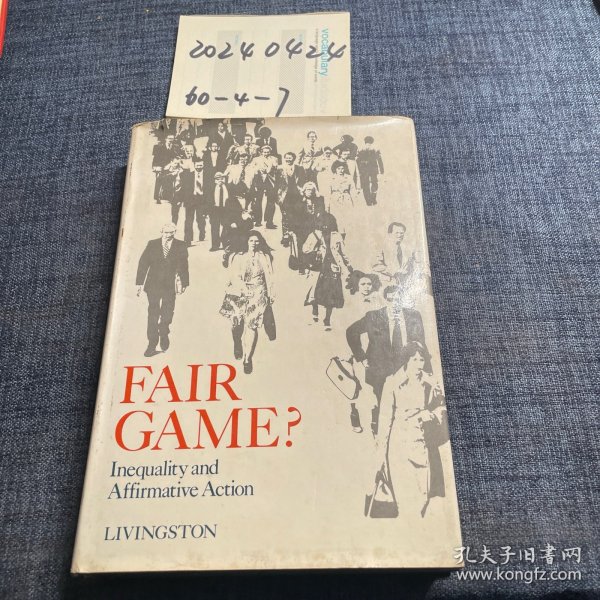 vocabulary
20240424
60-4-7
FAIR
GAME?
Inequality and
Affirmative Action
LIVINGSTON
孔夫子旧书网
www.kongfz.com